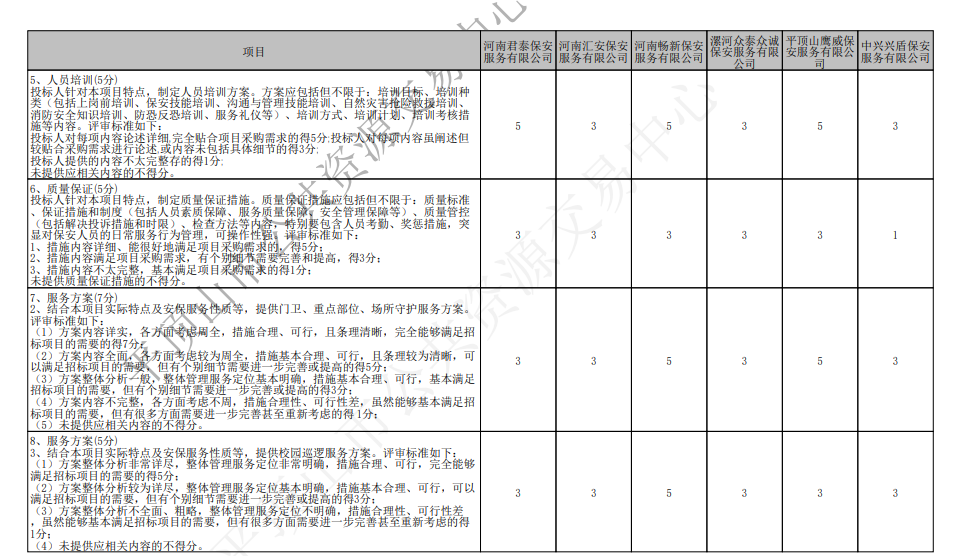 项目
河南君泰保安
服务有限公司
河南汇安保安
服务有限公司
河南畅新保安
服务有限公司
漯河众泰众诚
保安服务有限
公司
平顶山鹰威保
安服务有限公
司
中兴兴盾保安
服务有限公司
5、人员培训(5分)
投标人针对本项目特点，制定人员培训方案。方案应包括但不限于：培训目标、培训种
类（包括上岗前培训、保安技能培训、沟通与管理技能培训、自然灾害抢险救援培训、
消防安全知识培训、防恐反恐培训、服务礼仪等）、培训方式、培训计划、培训考核措
施等内容。评审标准如下：
投标人对每项内容论述详细,完全贴合项目采购需求的得5分;投标人对每项内容虽阐述但
较贴合采购需求进行论述,或内容未包括具体细节的得3分;
投标人提供的内容不太完整存的得1分;
未提供应相关内容的不得分。
5 3 5 3 5 3
6、质量保证(5分)
投标人针对本项目特点，制定质量保证措施。质量保证措施应包括但不限于：质量标准
、保证措施和制度（包括人员素质保障、服务质量保障、安全管理保障等）、质量管控
（包括解决投诉措施和时限）、检查方法等内容，特别要包含人员考勤、奖惩措施，突
显对保安人员的日常服务行为管理，可操作性强。评审标准如下：
1、措施内容详细、能很好地满足项目采购需求的，得5分；
2、措施内容满足项目采购需求，有个别细节需要完善和提高，得3分；
3、措施内容不太完整，基本满足项目采购需求的得1分；
未提供质量保证措施的不得分。
3 3 3 3 3 1
7、服务方案(7分)
2、结合本项目实际特点及安保服务性质等，提供门卫、重点部位、场所守护服务方案。
评审标准如下：
（1）方案内容详实，各方面考虑周全，措施合理、可行，且条理清晰，完全能够满足招
标项目的需要的得7分；
（2）方案内容全面，各方面考虑较为周全，措施基本合理、可行，且条理较为清晰，可
以满足招标项目的需要，但有个别细节需要进一步完善或提高的得5分；
（3）方案整体分析一般，整体管理服务定位基本明确，措施基本合理、可行，基本满足
招标项目的需要，但有个别细节需要进一步完善或提高的得3分；
（4）方案内容不完整，各方面考虑不周，措施合理性、可行性差，虽然能够基本满足招
标项目的需要，但有很多方面需要进一步完善甚至重新考虑的得 1分；
（5）未提供应相关内容的不得分。
3 3 5 3 5 3
8、服务方案(5分)
3、结合本项目实际特点及安保服务性质等，提供校园巡逻服务方案。评审标准如下：
（1）方案整体分析非常详尽，整体管理服务定位非常明确，措施合理、可行，完全能够
满足招标项目的需要的得5分；
（2）方案整体分析较为详尽，整体管理服务定位基本明确，措施基本合理、可行，可以
满足招标项目的需要，但有个别细节需要进一步完善或提高的得3分；
（3）方案整体分析不全面、粗略，整体管理服务定位不明确，措施合理性、可行性差
，虽然能够基本满足招标项目的需要，但有很多方面需要进一步完善甚至重新考虑的得
1分；
（4）未提供应相关内容的不得分。
3 3 5 3 3 3
平顶山市公共资源交易中心
平顶山市公共资源交易中心